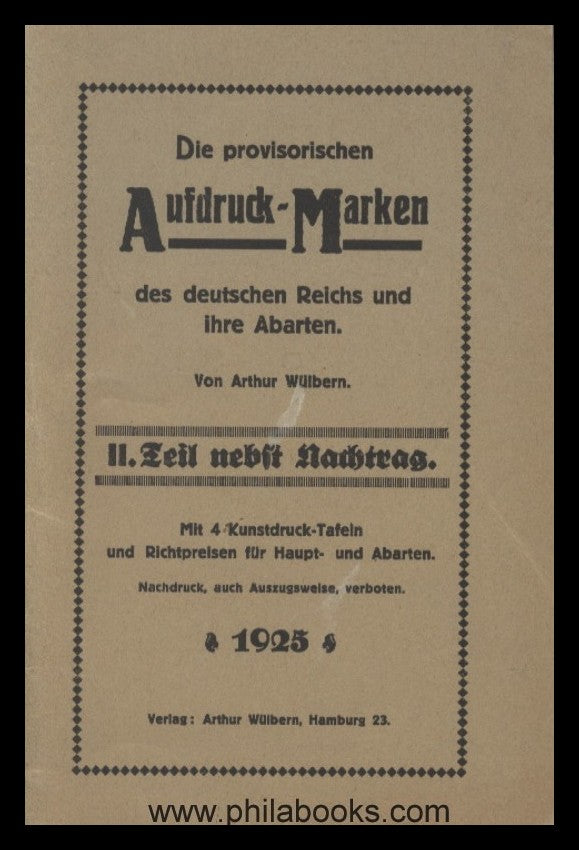 Die provisorischen
Aufdruck-Marken
des deutschen Reichs und
ihre Abarten.
Von Arthur Wülbern.
II. Teil nebst Nachtrag.
Mit 4 Kunstdruck-Tafeln
und Richtpreisen für Haupt- und Abarten.
Nachdruck, auch Auszugsweise, verboten.
1925
Verlag: Arthur Wülbern, Hamburg 23.
www.philabooks.com